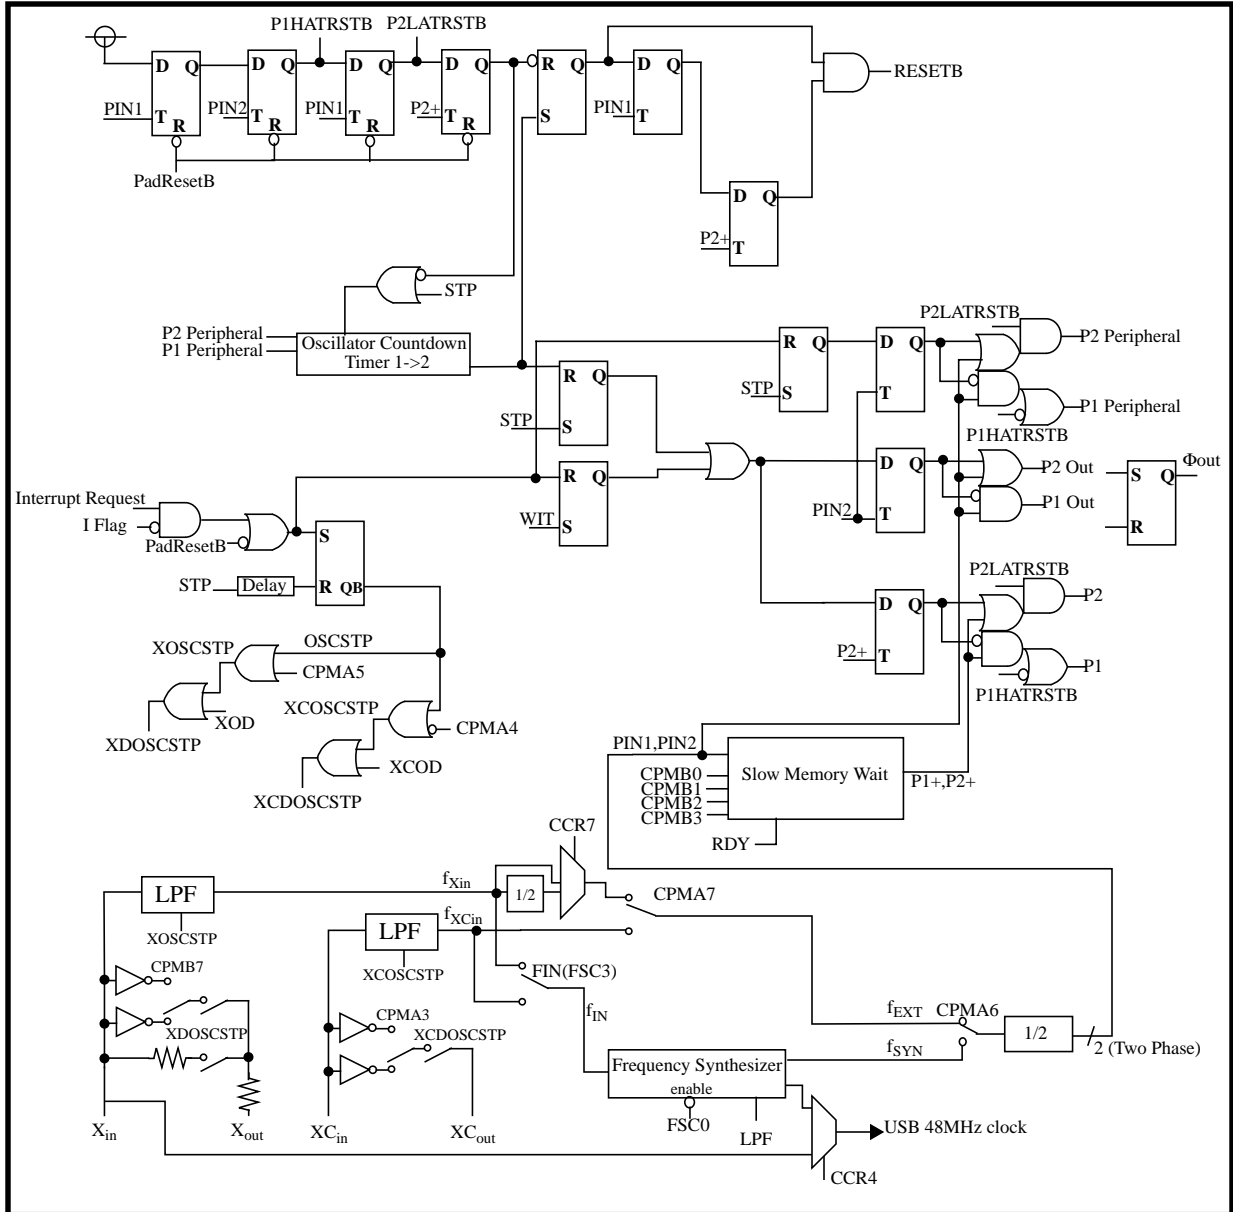 P1HATRSTB P2LATRSTB
D Q D Q D Q D Q R Q D Q
RESETB
PIN1 T R PIN2 T R PIN1 T R P2+ T R S PIN1 T
PadResetB
D Q
P2+ T
STP
P2 Peripheral
P1 Peripheral
Oscillator Countdown
Timer 1->2
P2LATRSTB
R Q D Q
P2 Peripheral
STP S T
P1 Peripheral
P1HATRSTB
R Q
STP S
D Q
P2 Out
PIN2 T
P1 Out
S Q Φout
R
R Q
WIT S
Interrupt Request
I Flag
PadResetB
S
STP Delay R QB
P2LATRSTB
D Q
P2
P2+ T
P1
P1HATRSTB
XOSCSTP OSCSTP
CPMA5
XOD
XDOSCSTP
XCOSCSTP
CPMA4
XCOD
XCDOSCSTP
PIN1,PIN2
CPMB0
CPMB1
CPMB2
CPMB3
Slow Memory Wait
P1+,P2+
RDY
CCR7
LPF
fXin
1/2
CPMA7
XOSCSTP
LPF
fXCin
XCOSCSTP
CPMB7
FIN(FSC3)
fIN
CPMA3
XDOSCSTP
XCDOSCSTP
fEXT CPMA6
1/2
2 (Two Phase)
fSYN
Frequency Synthesizer
enable
FSC0
LPF
Xin Xout XCin XCout
USB 48MHz clock
CCR4